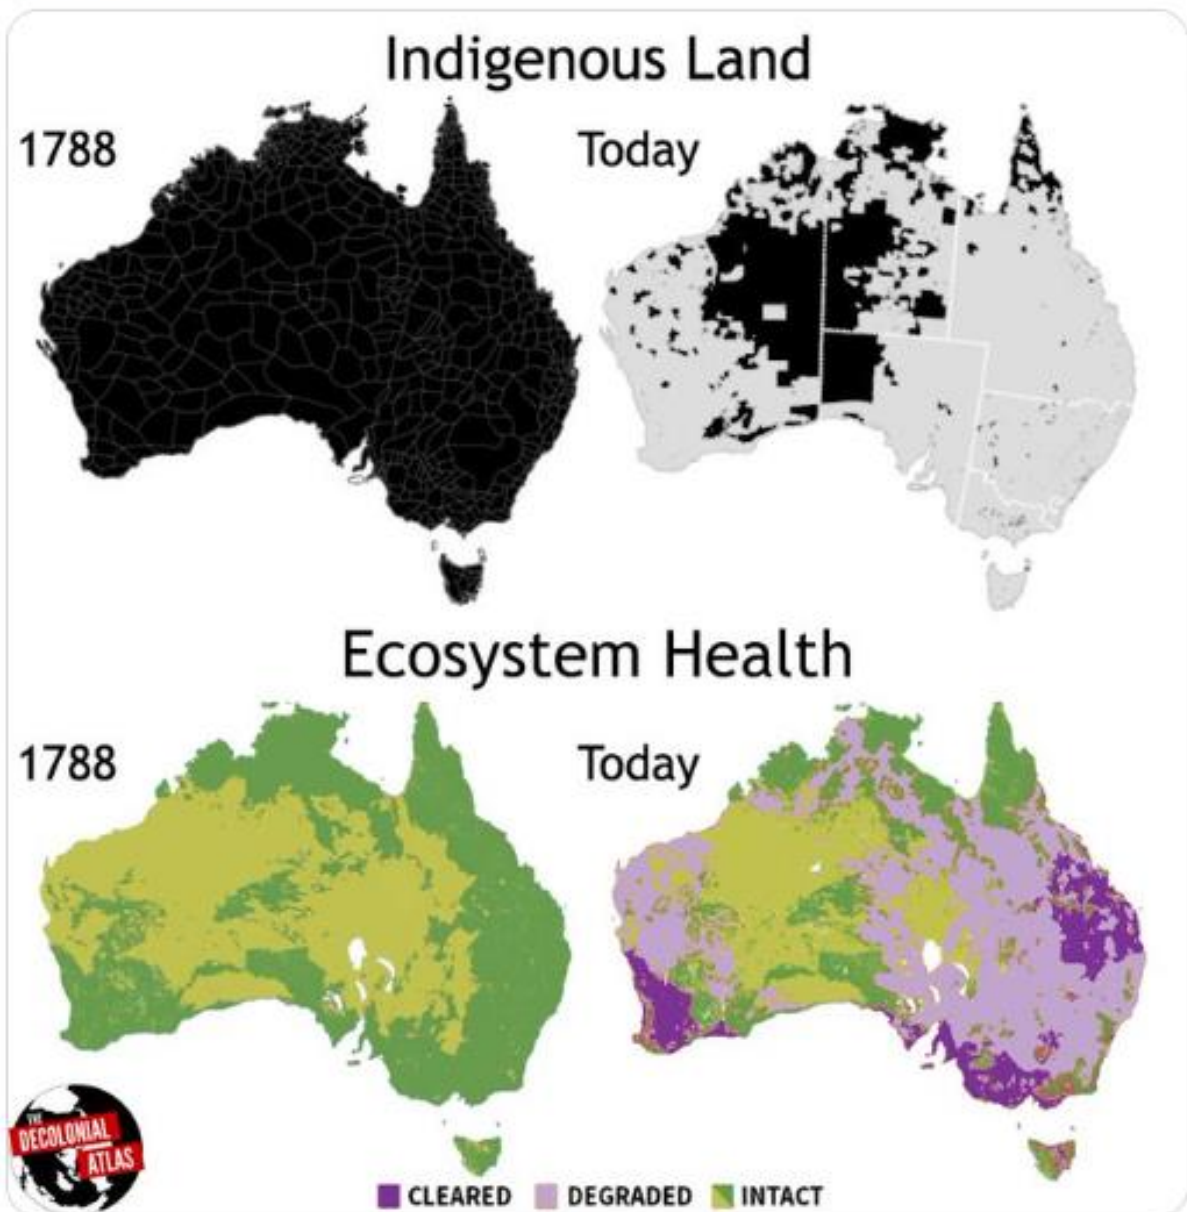 Indigenous Land
1788
Today
Ecosystem Health
1788
Today
THE
DECOLONIAL
ATLAS
CLEARED DEGRADED INTACT